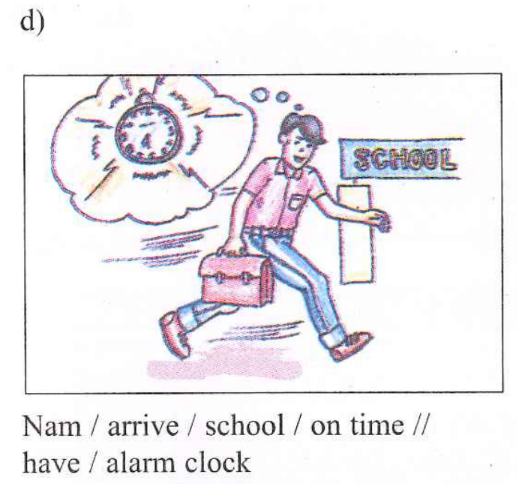 d)
SCHOOL
Nam / arrive / school / on time //
have / alarm clock